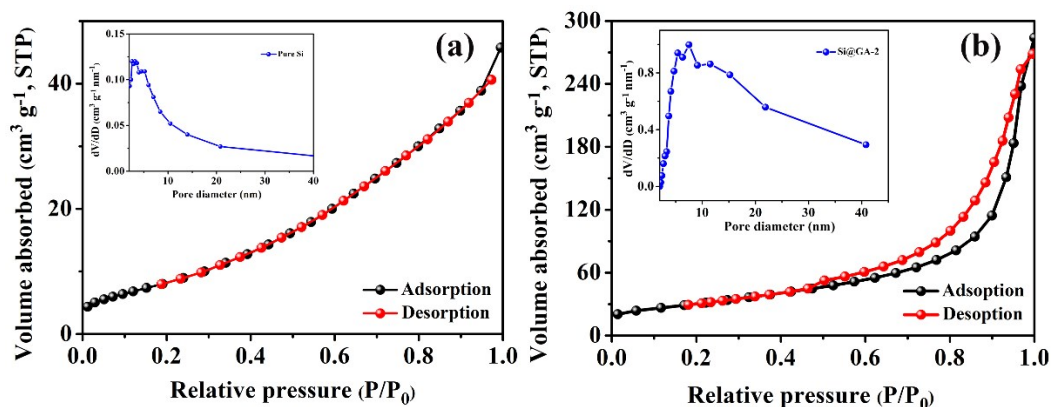 (a)
Volume absorbed (cm³ g⁻¹, STP)
60
40
20
0
0.0 0.2 0.4 0.6 0.8 1.0
Relative pressure (P/P₀)
Adsorption
Desorption
dV/dD (cm³ g⁻¹ nm⁻¹)
0.15
0.10
0.05
0.00
10 20 30 40
Pore diameter (nm)
Pure Si
(b)
Volume absorbed (cm³ g⁻¹, STP)
300
240
180
120
60
0
0.0 0.2 0.4 0.6 0.8 1.0
Relative pressure (P/P₀)
Adsoption
Desoption
dV/dD (cm³ g⁻¹ nm⁻¹)
0.8
0.6
0.4
0.2
0.0
10 20 30 40
Pore diameter (nm)
Si@GA-2